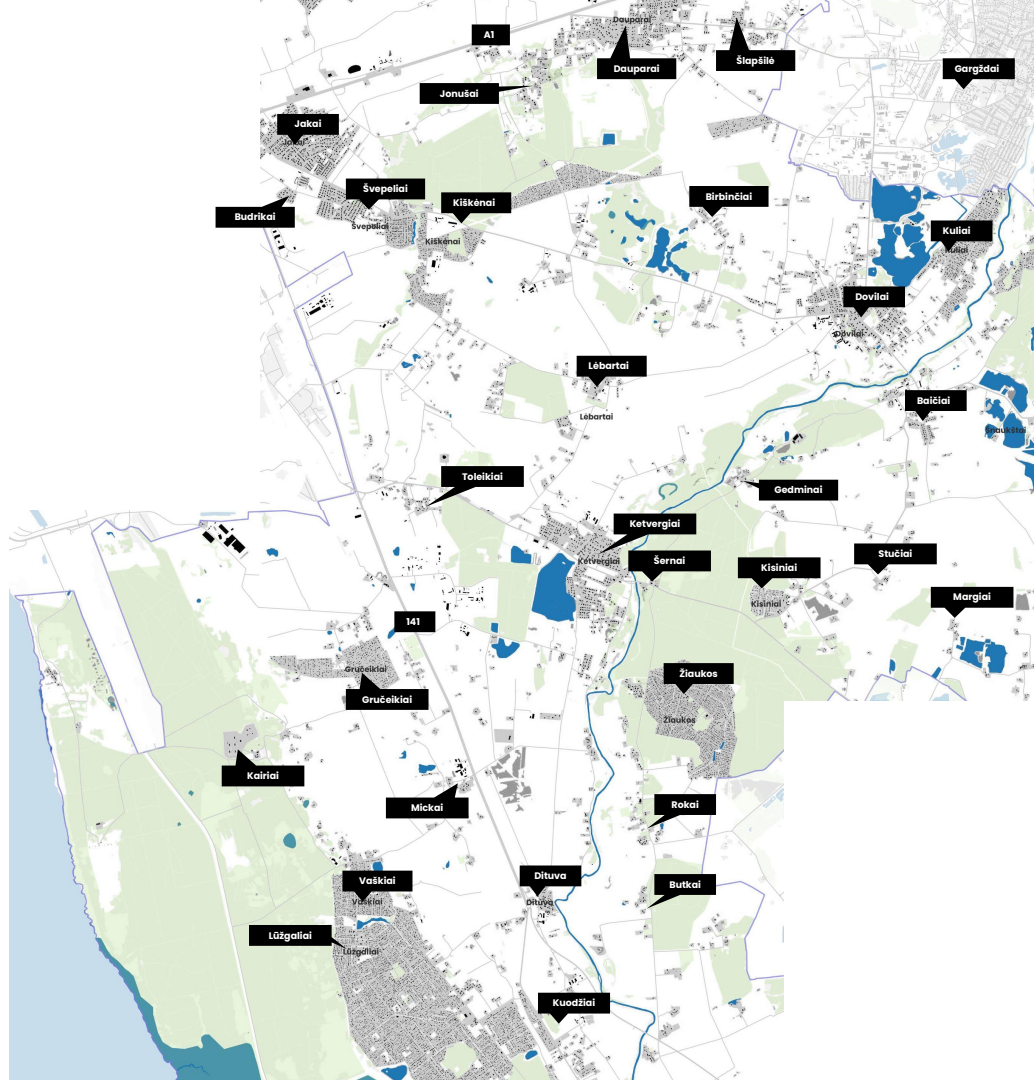 Dauparai
A1
Šlapšilė
Dauparai
Gargždai
Jonušai
Jakai
Švepeliai
Kiškėnai
Birbinčiai
Budrikai
Švepeliai
Kuliai
Kiškėnai
Kuliai
Dovilai
Dovilai
Lėbartai
Baičiai
Lėbartai
Šnaukštai
Toleikiai
Gedminai
Ketvergiai
Stučiai
Ketvergiai
Šernai
Kisiniai
Margiai
Kisiniai
141
Gručeikiai
Žiaukos
Gručeikiai
Žiaukos
Kairiai
Mickai
Rokai
Vaškiai
Dituva
Butkai
Vaškiai
Dituva
Lūžgaliai
Lūžgaliai
Kuodžiai